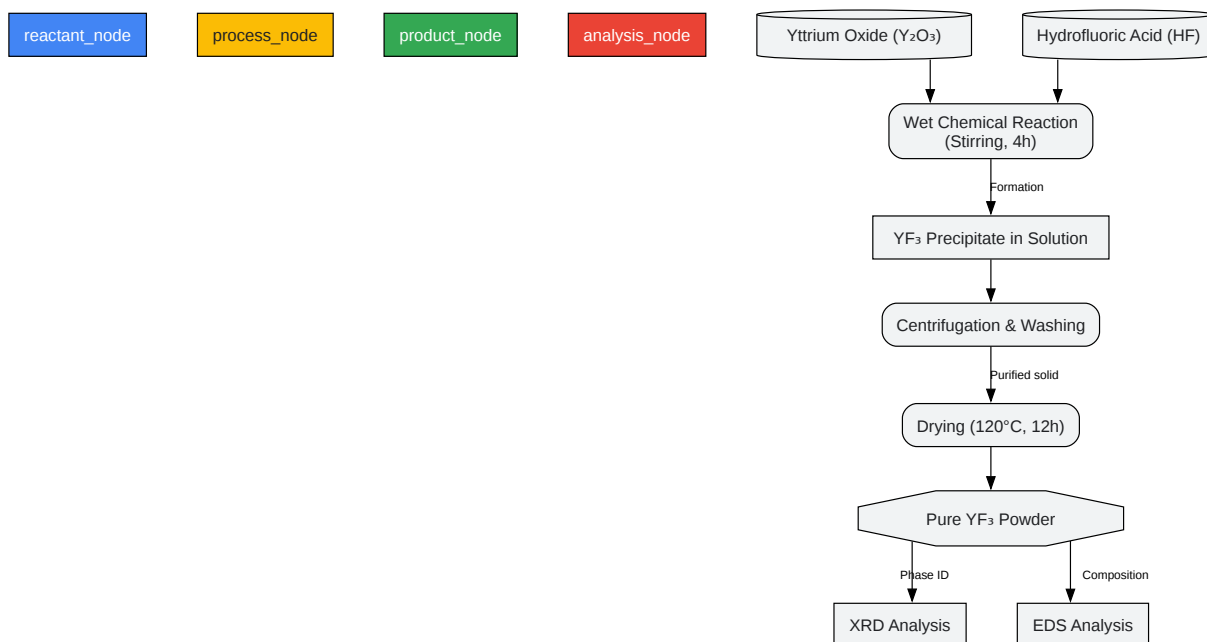 reactant_node
process_node
product_node
analysis_node
Yttrium Oxide (Y₂O₃)
Hydrofluoric Acid (HF)
Wet Chemical Reaction
(Stirring, 4h)
Formation
YF₃ Precipitate in Solution
Centrifugation & Washing
Purified solid
Drying (120°C, 12h)
Pure YF₃ Powder
Phase ID
Composition
XRD Analysis
EDS Analysis